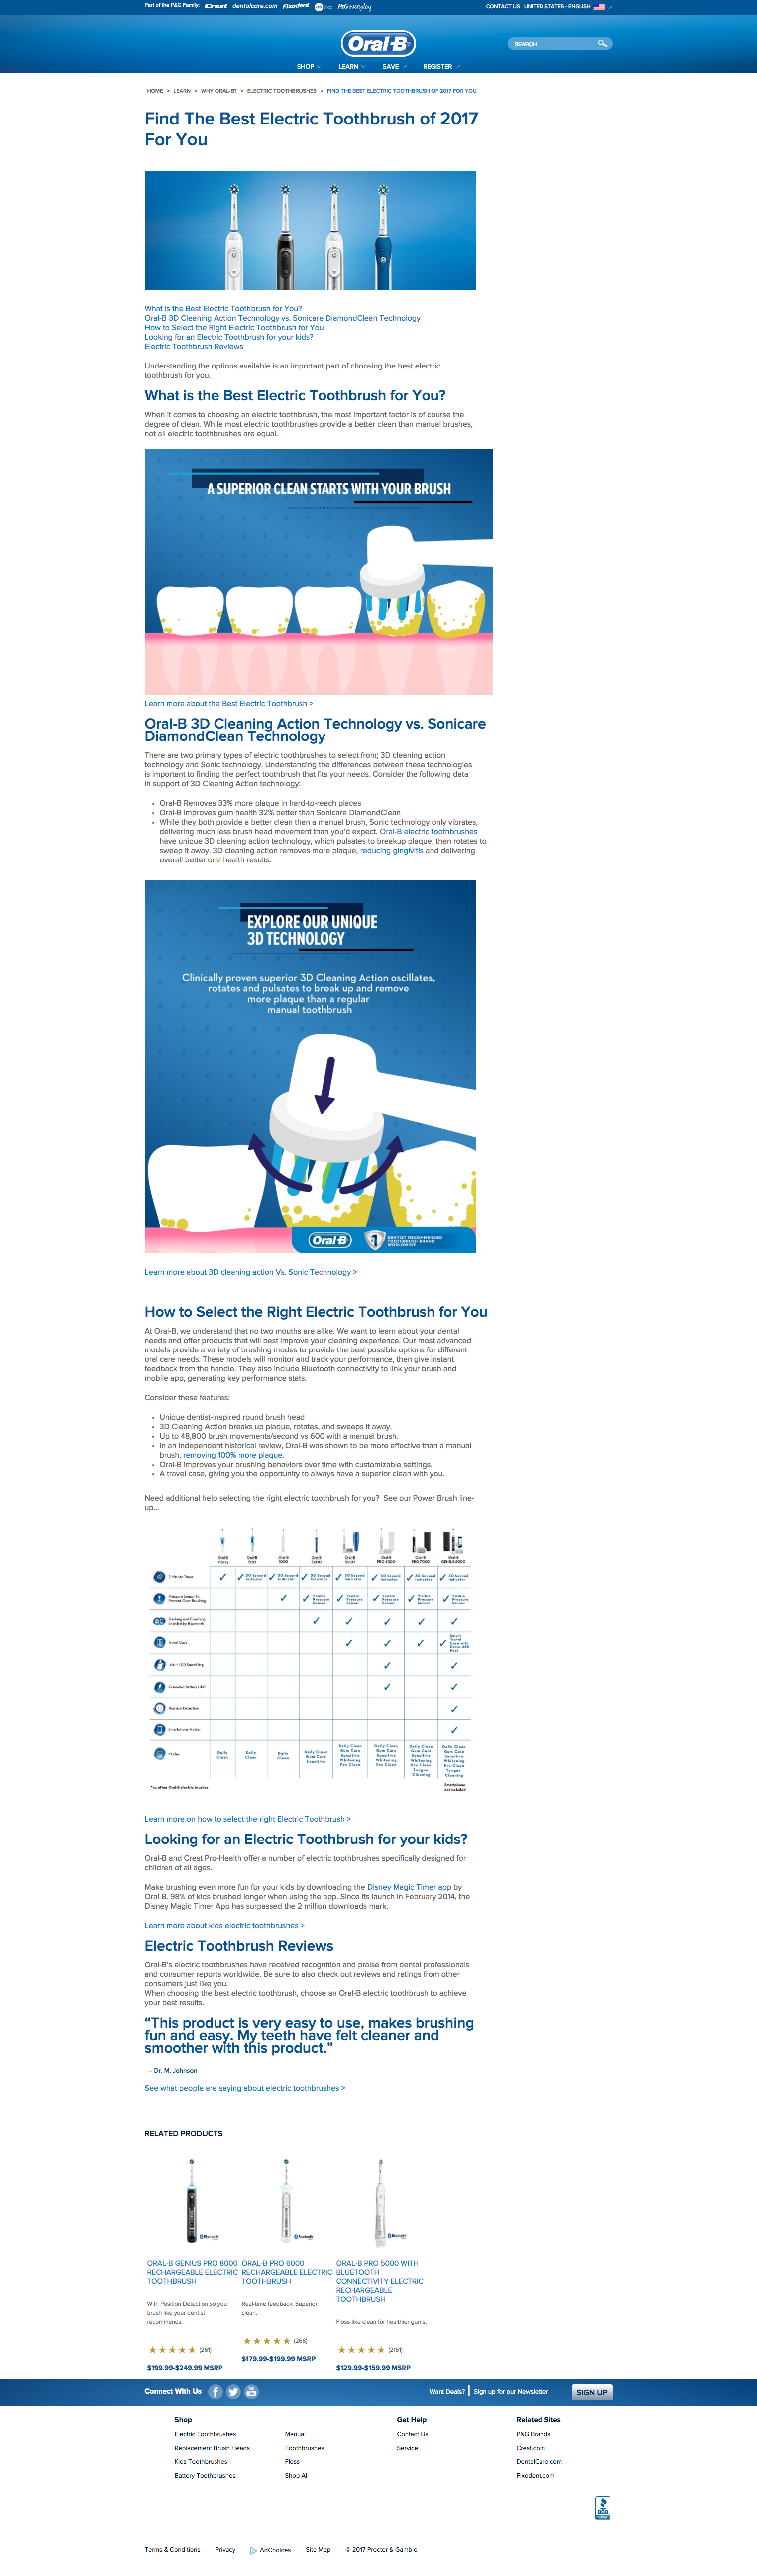 Part of the P&G Family: Crest dentalcare.com Fixodent P&G Shop P&G everyday
CONTACT US | UNITED STATES - ENGLISH
Oral-B
SEARCH
SHOP LEARN SAVE REGISTER
HOME > LEARN > WHY ORAL-B? > ELECTRIC TOOTHBRUSHES > FIND THE BEST ELECTRIC TOOTHBRUSH OF 2017 FOR YOU
Find The Best Electric Toothbrush of 2017
For You
What is the Best Electric Toothbrush for You?
Oral-B 3D Cleaning Action Technology vs. Sonicare DiamondClean Technology
How to Select the Right Electric Toothbrush for You
Looking for an Electric Toothbrush for your kids?
Electric Toothbrush Reviews
Understanding the options available is an important part of choosing the best electric
toothbrush for you.
What is the Best Electric Toothbrush for You?
When it comes to choosing an electric toothbrush, the most important factor is of course the
degree of clean. While most electric toothbrushes provide a better clean than manual brushes,
not all electric toothbrushes are equal.
A SUPERIOR CLEAN STARTS WITH YOUR BRUSH
Learn more about the Best Electric Toothbrush >
Oral-B 3D Cleaning Action Technology vs. Sonicare
DiamondClean Technology
There are two primary types of electric toothbrushes to select from; 3D cleaning action
technology and Sonic technology. Understanding the differences between these technologies
is important to finding the perfect toothbrush that fits your needs. Consider the following data
in support of 3D Cleaning Action technology:
• Oral-B Removes 33% more plaque in hard-to-reach places
• Oral-B Improves gum health 32% better than Sonicare DiamondClean
• While they both provide a better clean than a manual brush, Sonic technology only vibrates,
delivering much less brush head movement than you'd expect. Oral-B electric toothbrushes
have unique 3D cleaning action technology, which pulsates to breakup plaque, then rotates to
sweep it away. 3D cleaning action removes more plaque, reducing gingivitis and delivering
overall better oral health results.
EXPLORE OUR UNIQUE
3D TECHNOLOGY
Clinically proven superior 3D Cleaning Action oscillates,
rotates and pulsates to break up and remove
more plaque than a regular
manual toothbrush
Oral-B #1 DENTIST RECOMMENDED
TOOTHBRUSH BRAND
WORLDWIDE
Learn more about 3D cleaning action Vs. Sonic Technology >
How to Select the Right Electric Toothbrush for You
At Oral-B, we understand that no two mouths are alike. We want to learn about your dental
needs and offer products that will best improve your cleaning experience. Our most advanced
models provide a variety of brushing modes to provide the best possible options for different
oral care needs. These models will monitor and track your performance, then give instant
feedback from the handle. They also include Bluetooth connectivity to link your brush and
mobile app, generating key performance stats.
Consider these features:
• Unique dentist-inspired round brush head
• 3D Cleaning Action breaks up plaque, rotates, and sweeps it away.
• Up to 48,800 brush movements/second vs 600 with a manual brush.
• In an independent historical review, Oral-B was shown to be more effective than a manual
brush, removing 100% more plaque.
• Oral-B improves your brushing behaviors over time with customizable settings.
• A travel case, giving you the opportunity to always have a superior clean with you.
Need additional help selecting the right electric toothbrush for you? See our Power Brush line-
up...
Oral-B Vitality Oral-B 500 Oral-B 1000 Oral-B 3000 Oral-B 5000 Oral-B PRO 6000 Oral-B PRO 7000 Oral-B GENIUS 8000
2-Minute Timer ✓ ✓ 30 Second Indicator ✓ 30 Second Indicator ✓ 30 Second Indicator ✓ 30 Second Indicator ✓ 30 Second Indicator ✓ 30 Second Indicator ✓ 30 Second Indicator
Pressure Sensor to Prevent Over-Brushing ✓ ✓ Visible Pressure Sensor ✓ Visible Pressure Sensor ✓ Visible Pressure Sensor ✓ Visible Pressure Sensor ✓ Visible Pressure Sensor
Tracking and Coaching Enabled by Bluetooth ✓ ✓ ✓ ✓ ✓
Travel Case ✓ ✓ ✓ ✓ Smart Travel Case with Extra USB Port
360° LED SmartRing ✓ ✓
Extended Battery Life* ✓ ✓
Position Detection ✓
Smartphone Holder ✓
Modes
Daily Clean
Daily Clean
Daily Clean
Daily Clean Gum Care Sensitive
Daily Clean Gum Care Sensitive Whitening Pro Clean
Daily Clean Gum Care Sensitive Whitening Pro Clean
Daily Clean Gum Care Sensitive Whitening Pro Clean Tongue Cleaning
Daily Clean Gum Care Sensitive Whitening Pro Clean Tongue Cleaning
*vs. other Oral-B electric brushes
Smartphone not included
Learn more on how to select the right Electric Toothbrush >
Looking for an Electric Toothbrush for your kids?
Oral-B and Crest Pro-Health offer a number of electric toothbrushes specifically designed for
children of all ages.
Make brushing even more fun for your kids by downloading the Disney Magic Timer app by
Oral B. 98% of kids brushed longer when using the app. Since its launch in February 2014, the
Disney Magic Timer App has surpassed the 2 million downloads mark.
Learn more about kids electric toothbrushes >
Electric Toothbrush Reviews
Oral-B's electric toothbrushes have received recognition and praise from dental professionals
and consumer reports worldwide. Be sure to also check out reviews and ratings from other
consumers just like you.
When choosing the best electric toothbrush, choose an Oral-B electric toothbrush to achieve
your best results.
“This product is very easy to use, makes brushing
fun and easy. My teeth have felt cleaner and
smoother with this product.”
– Dr. M. Johnson
See what people are saying about electric toothbrushes >
RELATED PRODUCTS
Bluetooth Bluetooth Bluetooth
ORAL-B GENIUS PRO 8000
RECHARGEABLE ELECTRIC
TOOTHBRUSH
With Position Detection so you
brush like your dentist
recommends.
(261)
$199.99-$249.99 MSRP
ORAL-B PRO 6000
RECHARGEABLE ELECTRIC
TOOTHBRUSH
Real-time feedback. Superior
clean.
(268)
$179.99-$199.99 MSRP
ORAL-B PRO 5000 WITH
BLUETOOTH
CONNECTIVITY ELECTRIC
RECHARGEABLE
TOOTHBRUSH
Floss-like clean for healthier gums.
(2151)
$129.99-$159.99 MSRP
Connect With Us
You Tube
Want Deals? | Sign up for our Newsletter SIGN UP
Shop
Electric Toothbrushes
Replacement Brush Heads
Kids Toothbrushes
Battery Toothbrushes
Manual
Toothbrushes
Floss
Shop All
Get Help
Contact Us
Service
Related Sites
P&G Brands
Crest.com
DentalCare.com
Fixodent.com
BBB
Terms & Conditions Privacy AdChoices Site Map © 2017 Procter & Gamble